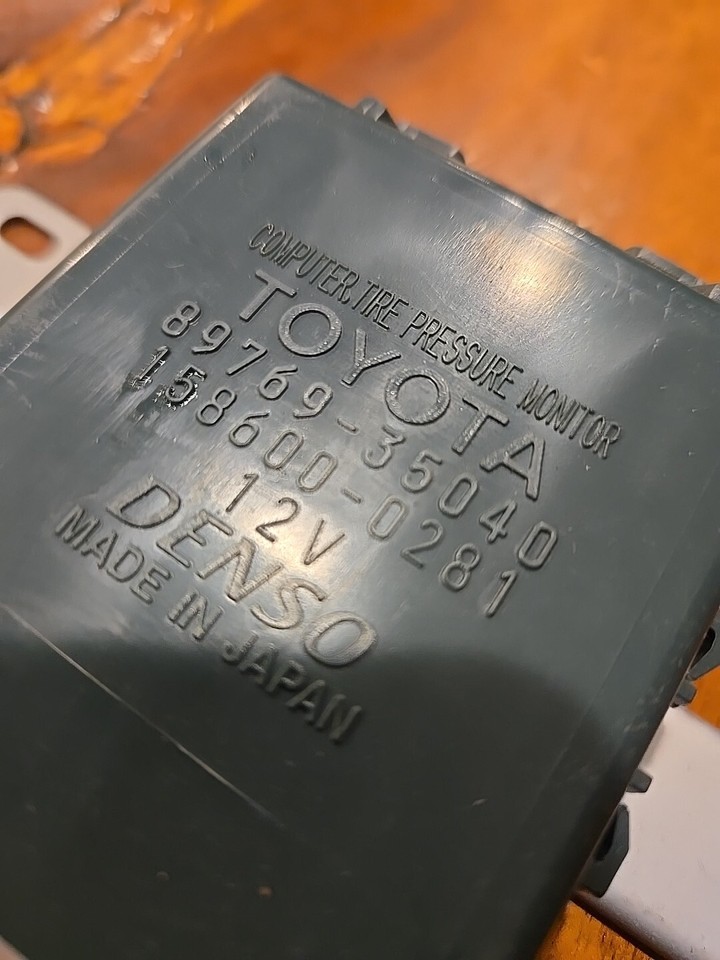 COMPUTER, TIRE PRESSURE MONITOR
TOYOTA
89769-35040
158600-0281
12V
DENSO
MADE IN JAPAN